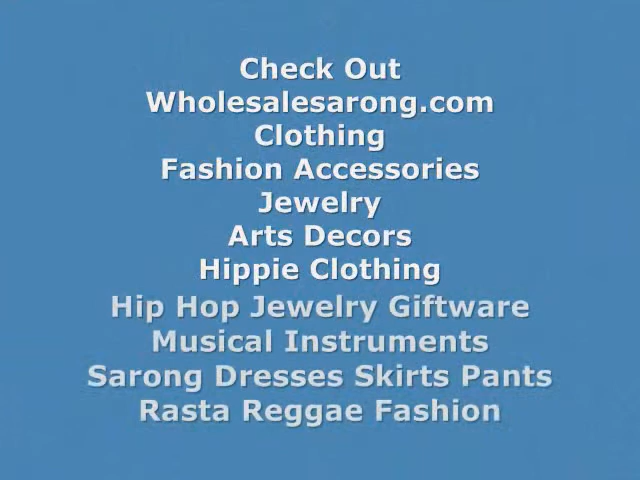 Check Out
Wholesalesarong.com
Clothing
Fashion Accessories
Jewelry
Arts Decors
Hippie Clothing
Hip Hop Jewelry Giftware
Musical Instruments
Sarong Dresses Skirts Pants
Rasta Reggae Fashion